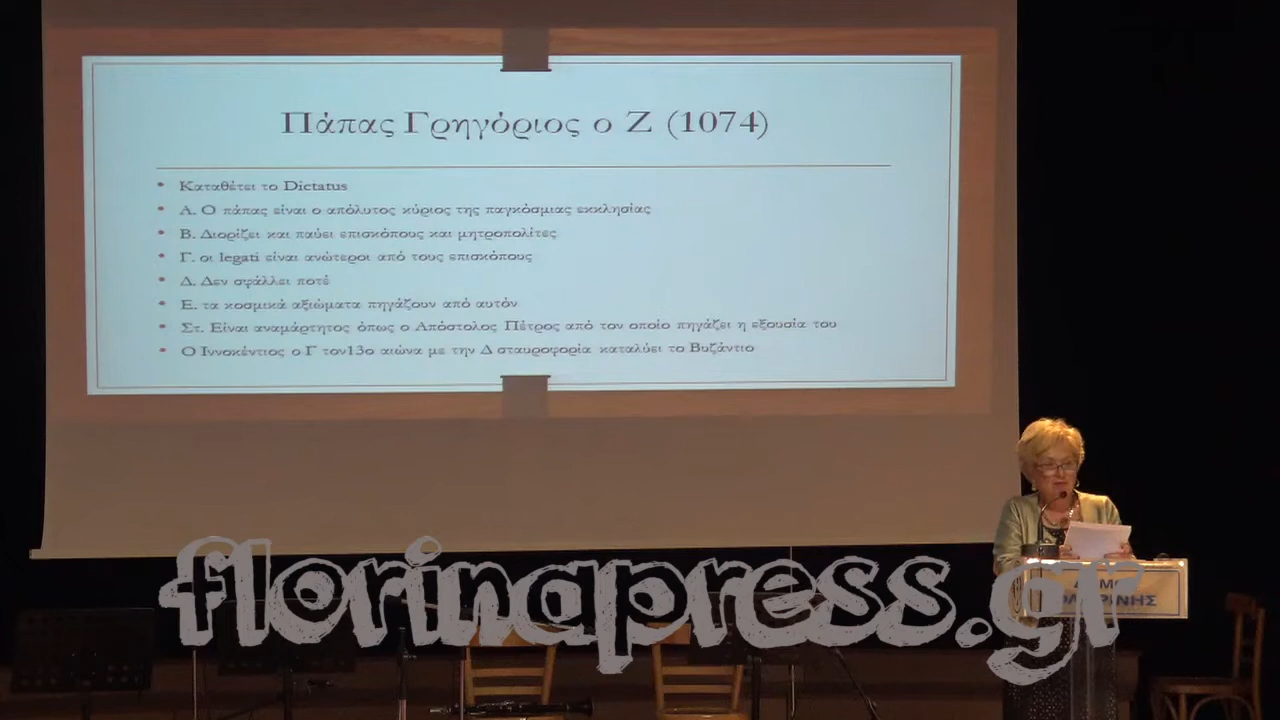 Πάπας Γρηγόριος ο Ζ (1074)
• Καταθέτει το Dictatus
• Α. Ο πάπας είναι ο απόλυτος κύριος της παγκόσμιας εκκλησίας
• Β. Διορίζει και παύει επισκόπους και μητροπολίτες
• Γ. οι legati είναι ανώτεροι από τους επισκόπους
• Δ. Δεν σφάλλει ποτέ
• Ε. τα κοσμικά αξιώματα πηγάζουν από αυτόν
• Στ. Είναι αναμάρτητος όπως ο Απόστολος Πέτρος από τον οποίο πηγάζει η εξουσία του
• Ο Ιννοκέντιος ο Γ τον13ο αιώνα με την Δ σταυροφορία καταλύει το Βυζάντιο
florinapress.gr